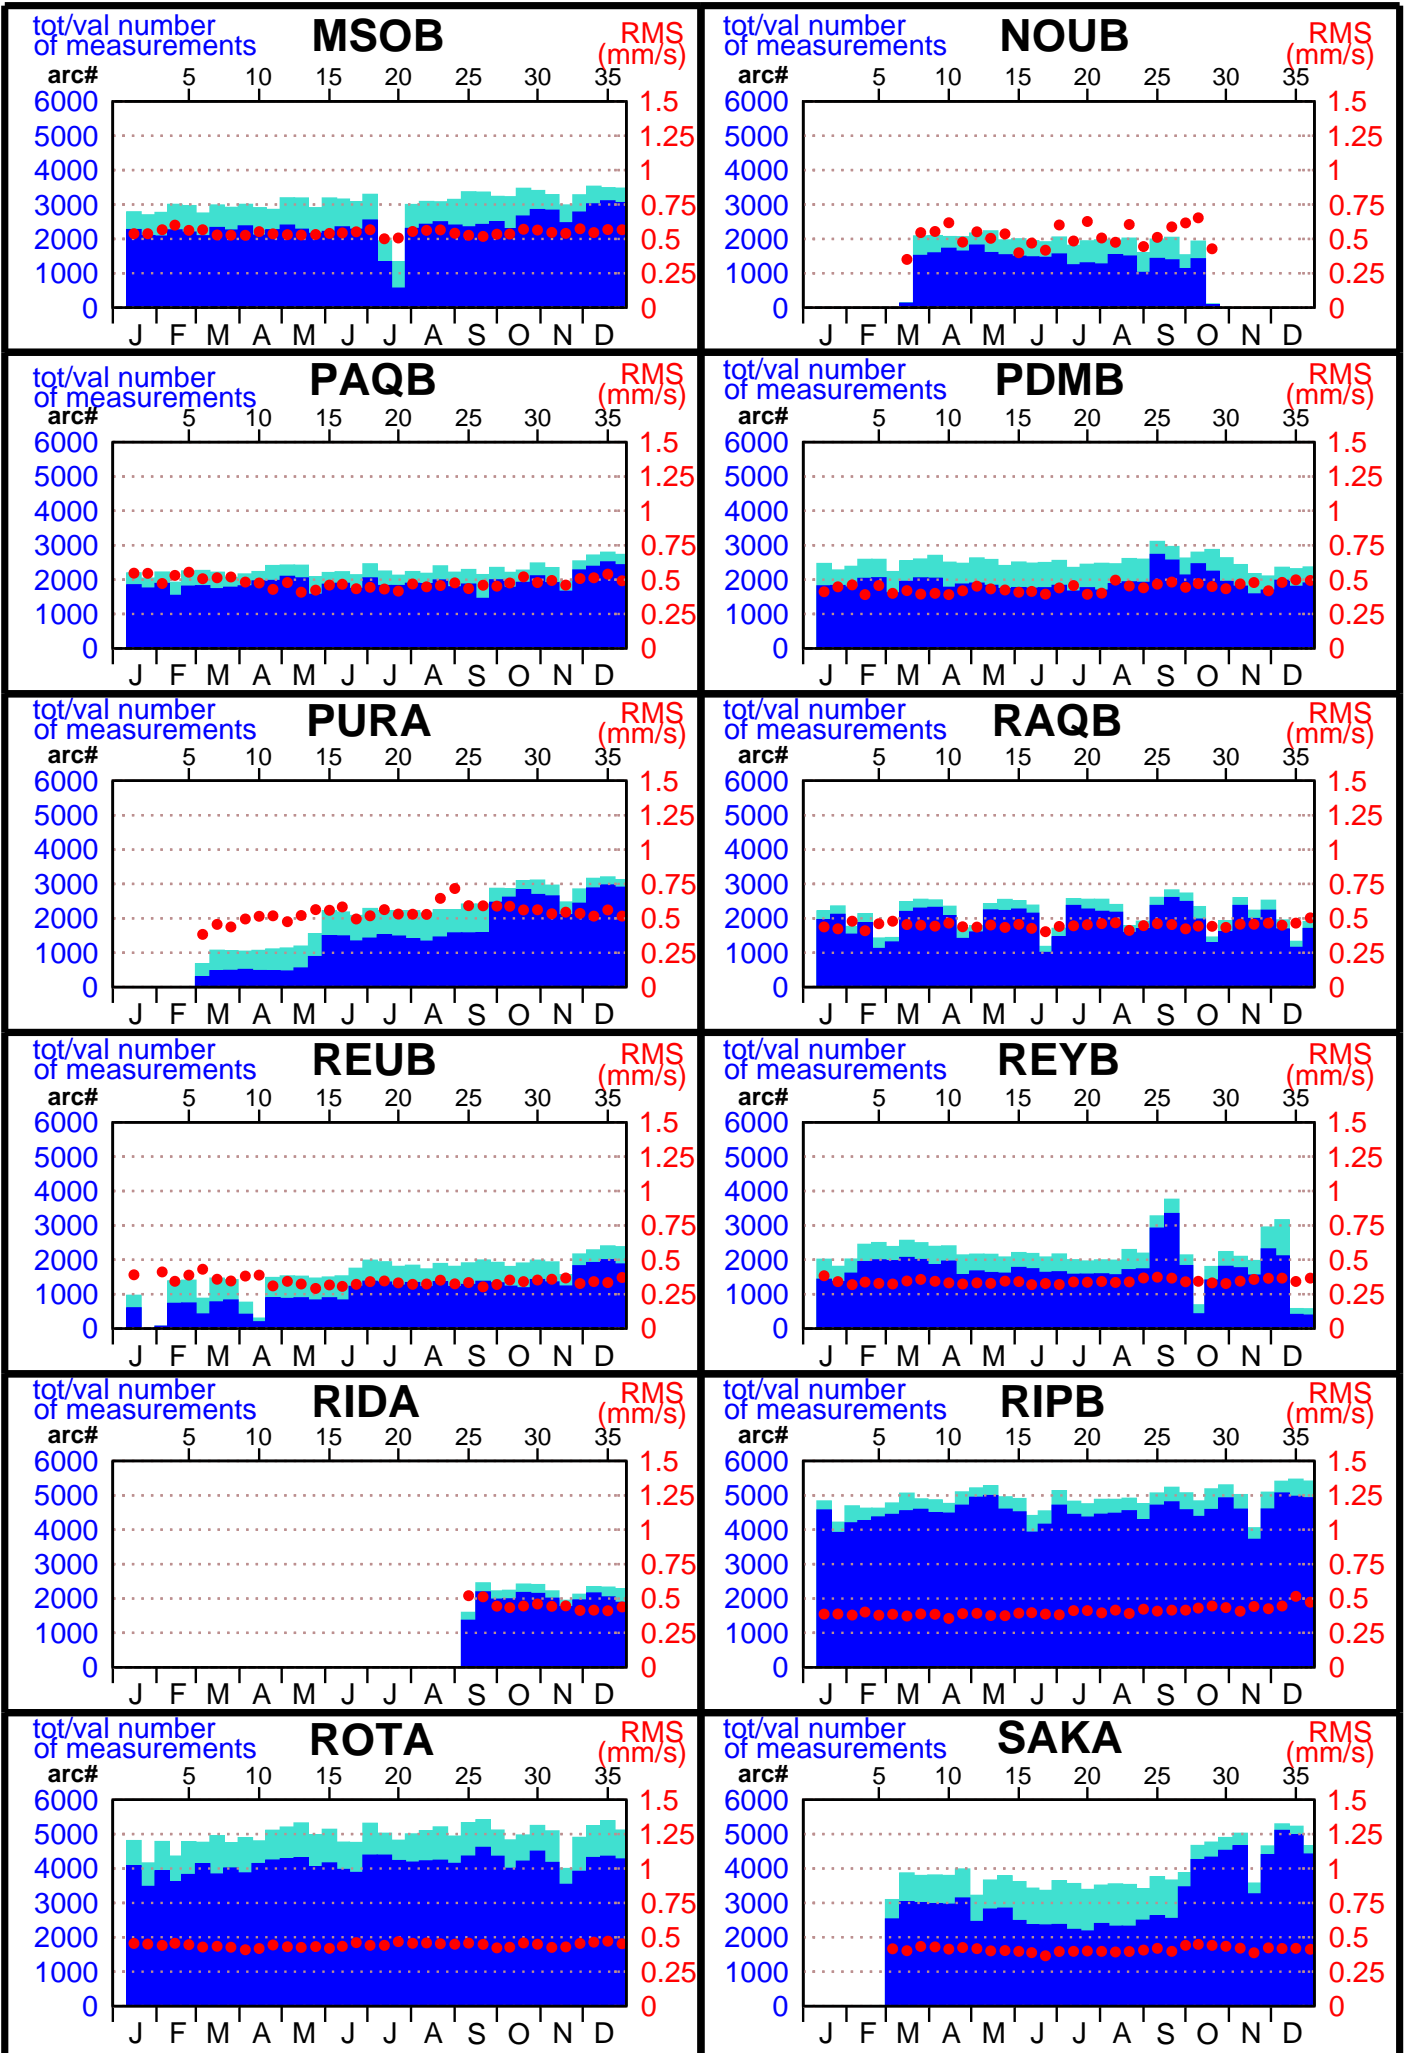 tot/val number
of measurements
MSOB
RMS
(mm/s)
arc# 5 10 15 20 25 30 35
6000 1.5
5000 1.25
4000 1
3000 0.75
2000 0.5
1000 0.25
0 0
J F M A M J J A S O N D
tot/val number
of measurements
NOUB
RMS
(mm/s)
arc# 5 10 15 20 25 30 35
6000 1.5
5000 1.25
4000 1
3000 0.75
2000 0.5
1000 0.25
0 0
J F M A M J J A S O N D
tot/val number
of measurements
PAQB
RMS
(mm/s)
arc# 5 10 15 20 25 30 35
6000 1.5
5000 1.25
4000 1
3000 0.75
2000 0.5
1000 0.25
0 0
J F M A M J J A S O N D
tot/val number
of measurements
PDMB
RMS
(mm/s)
arc# 5 10 15 20 25 30 35
6000 1.5
5000 1.25
4000 1
3000 0.75
2000 0.5
1000 0.25
0 0
J F M A M J J A S O N D
tot/val number
of measurements
PURA
RMS
(mm/s)
arc# 5 10 15 20 25 30 35
6000 1.5
5000 1.25
4000 1
3000 0.75
2000 0.5
1000 0.25
0 0
J F M A M J J A S O N D
tot/val number
of measurements
RAQB
RMS
(mm/s)
arc# 5 10 15 20 25 30 35
6000 1.5
5000 1.25
4000 1
3000 0.75
2000 0.5
1000 0.25
0 0
J F M A M J J A S O N D
tot/val number
of measurements
REUB
RMS
(mm/s)
arc# 5 10 15 20 25 30 35
6000 1.5
5000 1.25
4000 1
3000 0.75
2000 0.5
1000 0.25
0 0
J F M A M J J A S O N D
tot/val number
of measurements
REYB
RMS
(mm/s)
arc# 5 10 15 20 25 30 35
6000 1.5
5000 1.25
4000 1
3000 0.75
2000 0.5
1000 0.25
0 0
J F M A M J J A S O N D
tot/val number
of measurements
RIDA
RMS
(mm/s)
arc# 5 10 15 20 25 30 35
6000 1.5
5000 1.25
4000 1
3000 0.75
2000 0.5
1000 0.25
0 0
J F M A M J J A S O N D
tot/val number
of measurements
RIPB
RMS
(mm/s)
arc# 5 10 15 20 25 30 35
6000 1.5
5000 1.25
4000 1
3000 0.75
2000 0.5
1000 0.25
0 0
J F M A M J J A S O N D
tot/val number
of measurements
ROTA
RMS
(mm/s)
arc# 5 10 15 20 25 30 35
6000 1.5
5000 1.25
4000 1
3000 0.75
2000 0.5
1000 0.25
0 0
J F M A M J J A S O N D
tot/val number
of measurements
SAKA
RMS
(mm/s)
arc# 5 10 15 20 25 30 35
6000 1.5
5000 1.25
4000 1
3000 0.75
2000 0.5
1000 0.25
0 0
J F M A M J J A S O N D